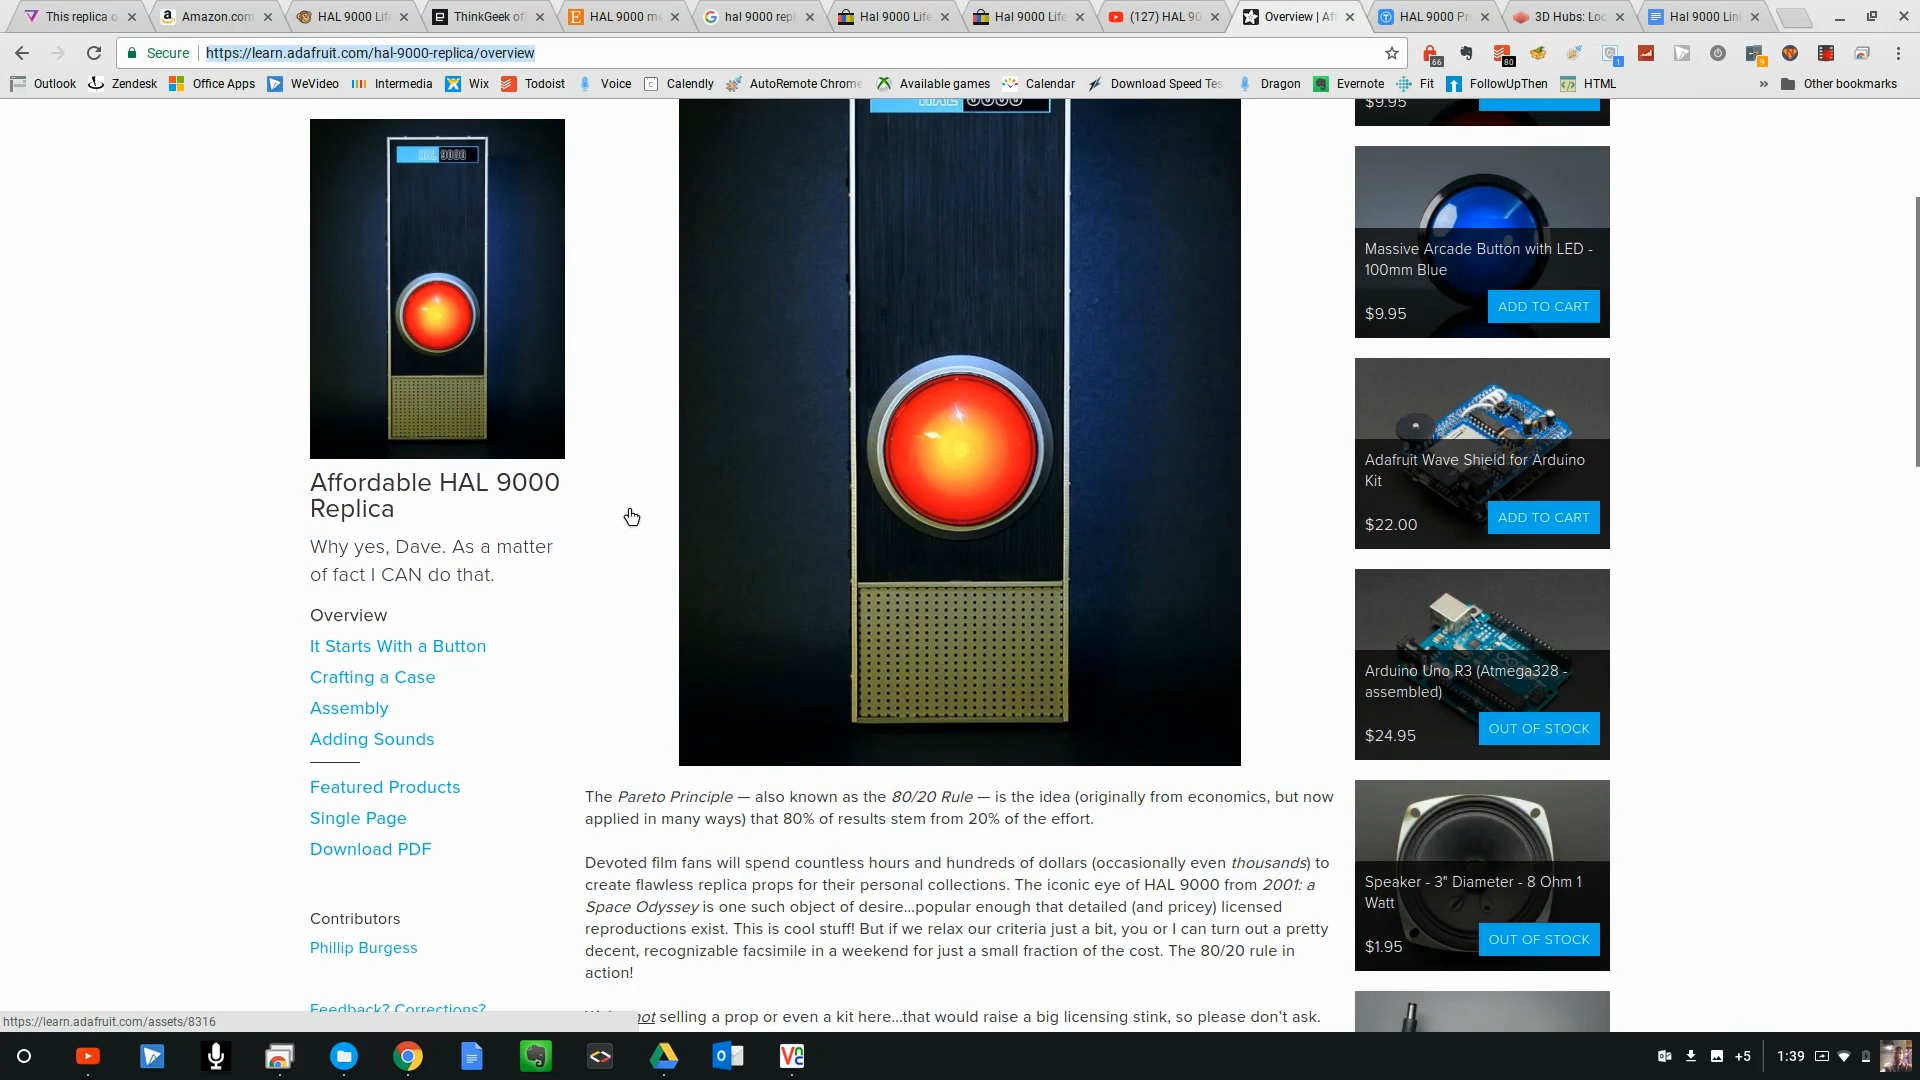 This replica o
Amazon.com
HAL 9000 Life
ThinkGeek of
HAL 9000 me
hal 9000 repl
Hal 9000 Life
Hal 9000 Life
(127) HAL 90
Overview | Af
HAL 9000 Pr
3D Hubs: Loc
Hal 9000 Lin
Secure
https://learn.adafruit.com/hal-9000-replica/overview
66
80
1
9
Outlook
Zendesk
Office Apps
WeVideo
Intermedia
Wix
Todoist
Voice
Calendly
AutoRemote Chrome
Available games
Calendar
Download Speed Tes
Dragon
Evernote
Fit
FollowUpThen
HTML
»
Other bookmarks
HAL 9000
Affordable HAL 9000
Replica
Why yes, Dave. As a matter
of fact I CAN do that.
Overview
It Starts With a Button
Crafting a Case
Assembly
Adding Sounds
Featured Products
Single Page
Download PDF
Contributors
Phillip Burgess
Feedback? Corrections?
https://learn.adafruit.com/assets/8316
HAL 9000
The Pareto Principle — also known as the 80/20 Rule — is the idea (originally from economics, but now
applied in many ways) that 80% of results stem from 20% of the effort.
Devoted film fans will spend countless hours and hundreds of dollars (occasionally even thousands) to
create flawless replica props for their personal collections. The iconic eye of HAL 9000 from 2001: a
Space Odyssey is one such object of desire…popular enough that detailed (and pricey) licensed
reproductions exist. This is cool stuff! But if we relax our criteria just a bit, you or I can turn out a pretty
decent, recognizable facsimile in a weekend for just a small fraction of the cost. The 80/20 rule in
action!
not selling a prop or even a kit here…that would raise a big licensing stink, so please don't ask.
$9.95
Massive Arcade Button with LED -
100mm Blue
$9.95
ADD TO CART
Adafruit Wave Shield for Arduino
Kit
$22.00
ADD TO CART
Arduino Uno R3 (Atmega328 -
assembled)
$24.95
OUT OF STOCK
Speaker - 3" Diameter - 8 Ohm 1
Watt
$1.95
OUT OF STOCK
+5
1:39